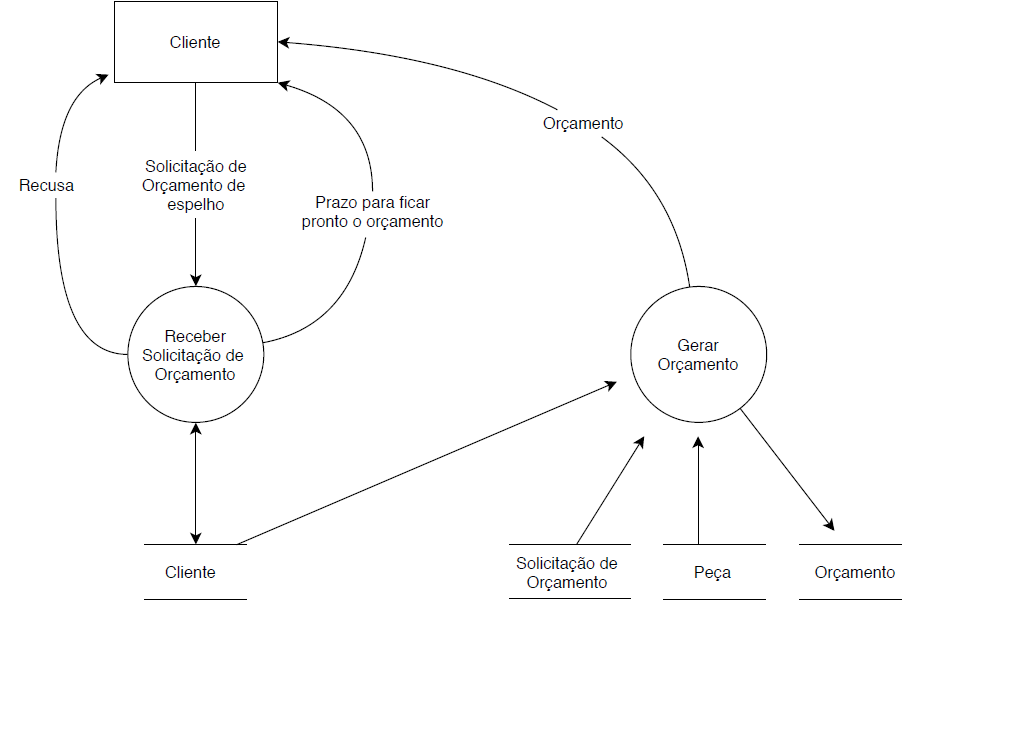 Cliente
Orçamento
Solicitação de
Orçamento de
espelho
Recusa
Prazo para ficar
pronto o orçamento
Receber
Solicitação de
Orçamento
Gerar
Orçamento
Cliente
Solicitação de
Orçamento
Peça
Orçamento